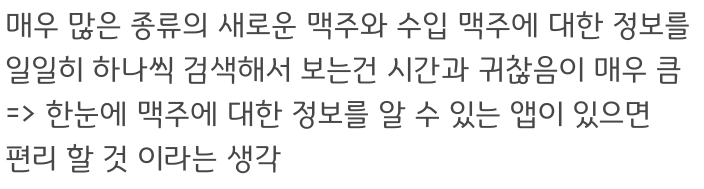 매우 많은 종류의 새로운 맥주와 수입 맥주에 대한 정보를
일일히 하나씩 검색해서 보는건 시간과 귀찮음이 매우 큼
=> 한눈에 맥주에 대한 정보를 알 수 있는 앱이 있으면
편리 할 것 이라는 생각